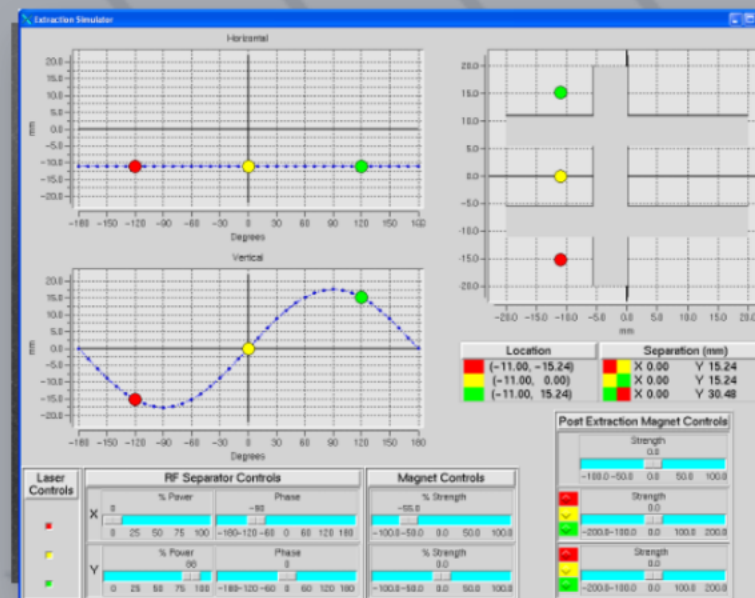 Extraction Simulator
Horizontal
20.0
15.0
10.0
5.0
0.0
-5.0
-10.0
-15.0
-20.0
mm
-180 -150 -120 -90 -60 -30 0 30 60 90 120 150 180
Degrees
Vertical
20.0
15.0
10.0
5.0
0.0
-5.0
-10.0
-15.0
-20.0
mm
-180 -150 -120 -90 -60 -30 0 30 60 90 120 150 180
Degrees
20.0
15.0
10.0
5.0
0.0
-5.0
-10.0
-15.0
-20.0
-20.0 -15.0 -10.0 -5.0 0.0 5.0 10.0 15.0 20.0
mm
Location Separation (mm)
(-11.00, -15.24) X 0.00 Y 15.24
(-11.00, 0.00) X 0.00 Y 15.24
(-11.00, 15.24) X 0.00 Y 30.48
Post Extraction Magnet Controls
Strength
0.0
-100.0 -50.0 0.0 50.0 100.0
Strength
0.0
-200.0 -100.0 0.0 100.0 200.0
Strength
0.0
-200.0 -100.0 0.0 100.0 200.0
Laser Controls
RF Separator Controls
X
% Power Phase
0 -90
0 25 50 75 100 -180 -120 -60 0 60 120 180
Y
% Power Phase
0
0 25 50 75 100 -180 -120 -60 0 60 120 180
Magnet Controls
% Strength
-55.0
-100.0 -50.0 0.0 50.0 100.0
% Strength
0.0
-100.0 -50.0 0.0 50.0 100.0